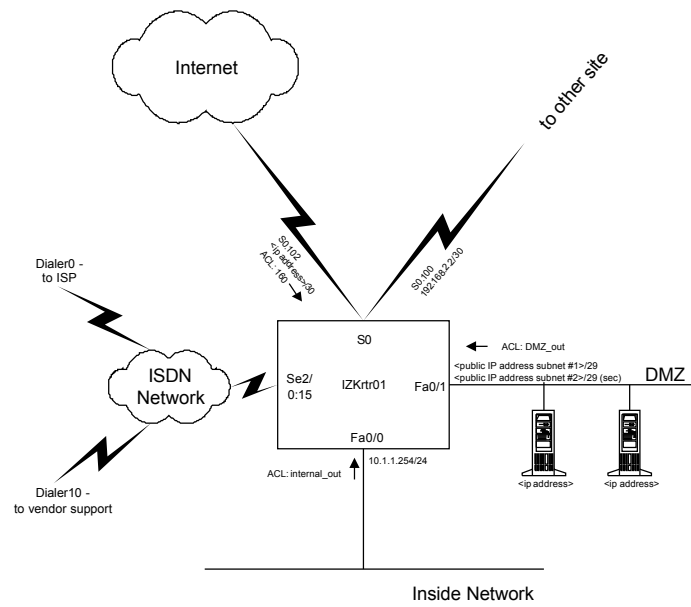 Internet
to other site
S0.102
<ip address>/30
ACL: 160
S0.100
192.168.2.2/30
Dialer0 -
to ISP
ISDN
Network
Dialer10 -
to vendor support
S0
Se2/
0:15
IZKrtr01
Fa0/1
Fa0/0
ACL: DMZ_out
<public IP address subnet #1>/29
<public IP address subnet #2>/29 (sec)
DMZ
<ip address>
<ip address>
ACL: internal_out
10.1.1.254/24
Inside Network